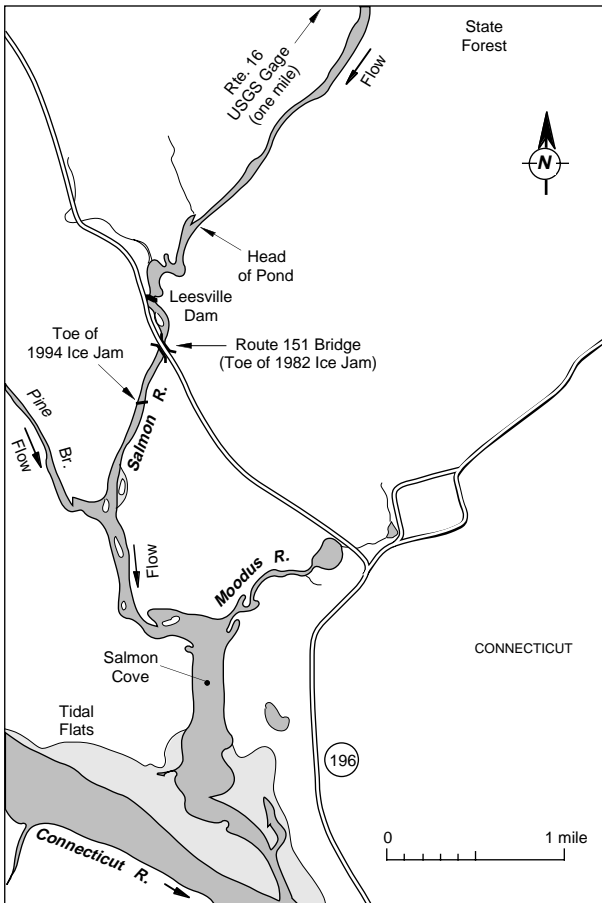 State
Forest
Rte. 16
USGS Gage
(one mile)
Flow
N
Head
of Pond
Leesville
Dam
Toe of
1994 Ice Jam
Route 151 Bridge
(Toe of 1982 Ice Jam)
Pine
Br.
Flow
Salmon R.
Flow
Moodus R.
CONNECTICUT
Salmon
Cove
Tidal
Flats
196
Connecticut R.
0 1 mile